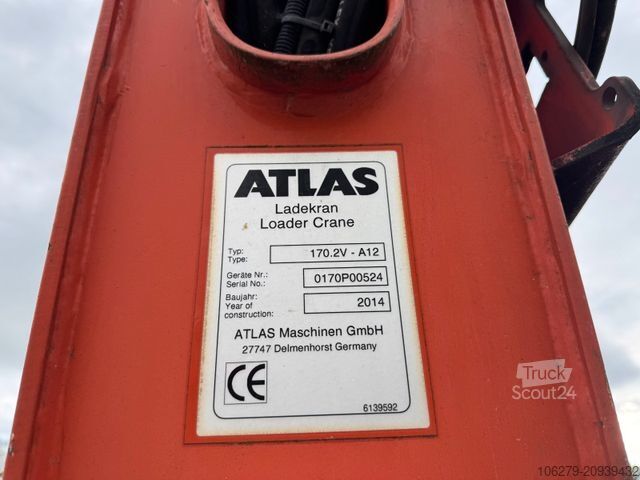 ATLAS
Ladekran
Loader Crane
Typ:
Type:
170.2V - A12
Geräte Nr.:
Serial No.:
0170P00524
Baujahr:
Year of
construction:
2014
ATLAS Maschinen GmbH
27747 Delmenhorst Germany
CE
6139592
Truck
Scout24
106279-20939432